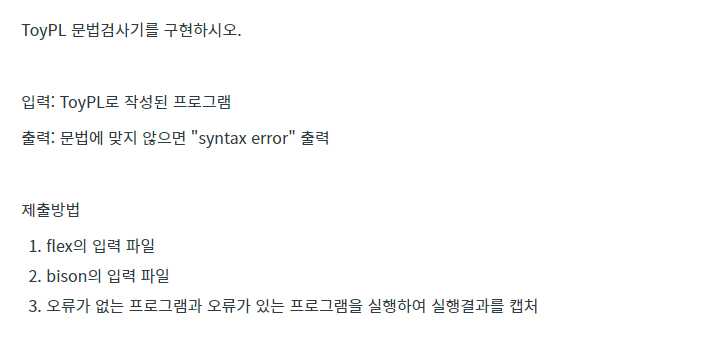 ToyPL 문법검사기를 구현하시오.
입력: ToyPL로 작성된 프로그램
출력: 문법에 맞지 않으면 "syntax error" 출력
제출방법
1. flex의 입력 파일
2. bison의 입력 파일
3. 오류가 없는 프로그램과 오류가 있는 프로그램을 실행하여 실행결과를 캡처